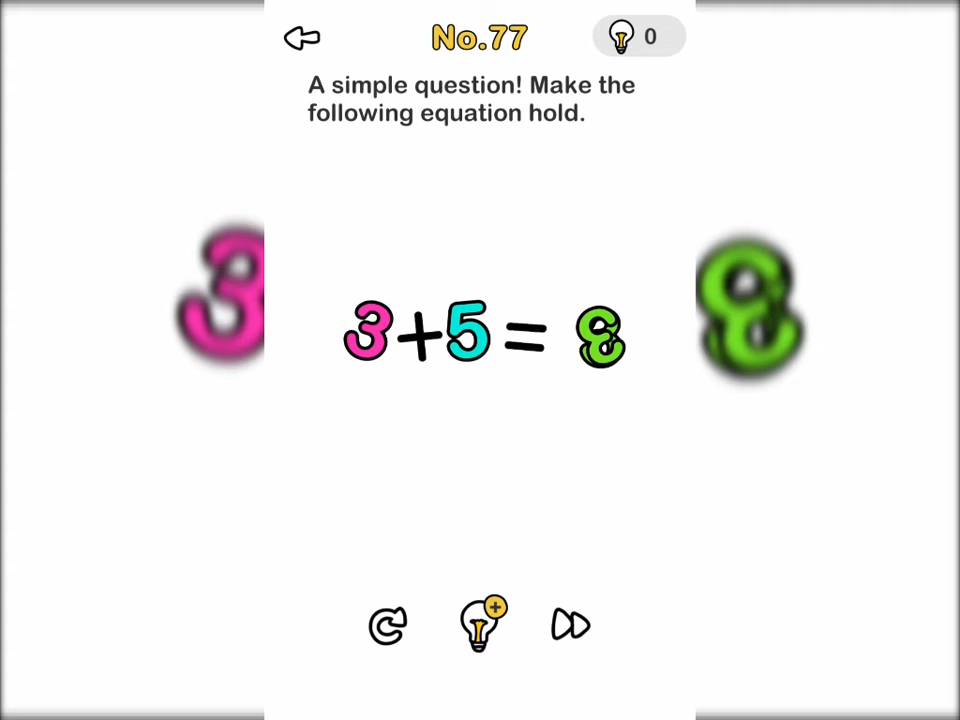 No.77
0
A simple question! Make the
following equation hold.
3+5=8